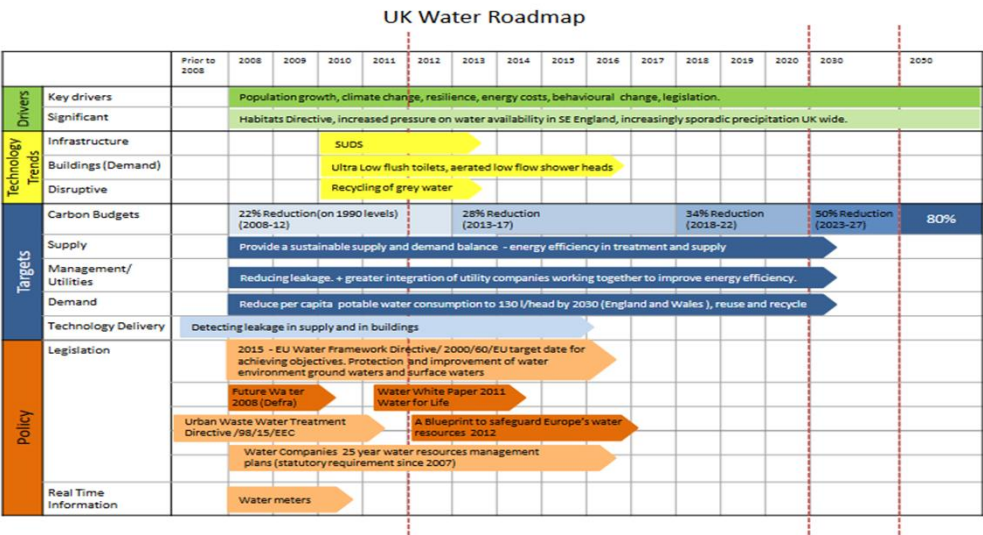 UK Water Roadmap
Prior to
2008
2008
2009
2010
2011
2012
2013
2014
2015
2016
2017
2018
2019
2020
2030
2050
Drivers
Key drivers
Population growth, climate change, resilience, energy costs, behavioural change, legislation.
Significant
Habitats Directive, increased pressure on water availability in SE England, increasingly sporadic precipitation UK wide.
Technology
Trends
Infrastructure
SUDS
Buildings (Demand)
Ultra Low flush toilets, aerated low flow shower heads
Disruptive
Recycling of grey water
Targets
Carbon Budgets
22% Reduction(on 1990 levels)
(2008-12)
28% Reduction
(2013-17)
34% Reduction
(2018-22)
50% Reduction
(2023-27)
80%
Supply
Provide a sustainable supply and demand balance - energy efficiency in treatment and supply
Management/
Utilities
Reducing leakage. + greater integration of utility companies working together to improve energy efficiency.
Demand
Reduce per capita potable water consumption to 130 l/head by 2030 (England and Wales ), reuse and recycle
Technology Delivery
Detecting leakage in supply and in buildings
Policy
Legislation
2015 - EU Water Framework Directive/ 2000/60/EU target date for
achieving objectives. Protection and improvement of water
environment ground waters and surface waters
Future Water
2008 (Defra)
Water White Paper 2011
Water for Life
Urban Waste Water Treatment
Directive /98/15/EEC
A Blueprint to safeguard Europe's water
resources 2012
Water Companies 25 year water resources management
plans (statutory requirement since 2007)
Real Time
Information
Water meters